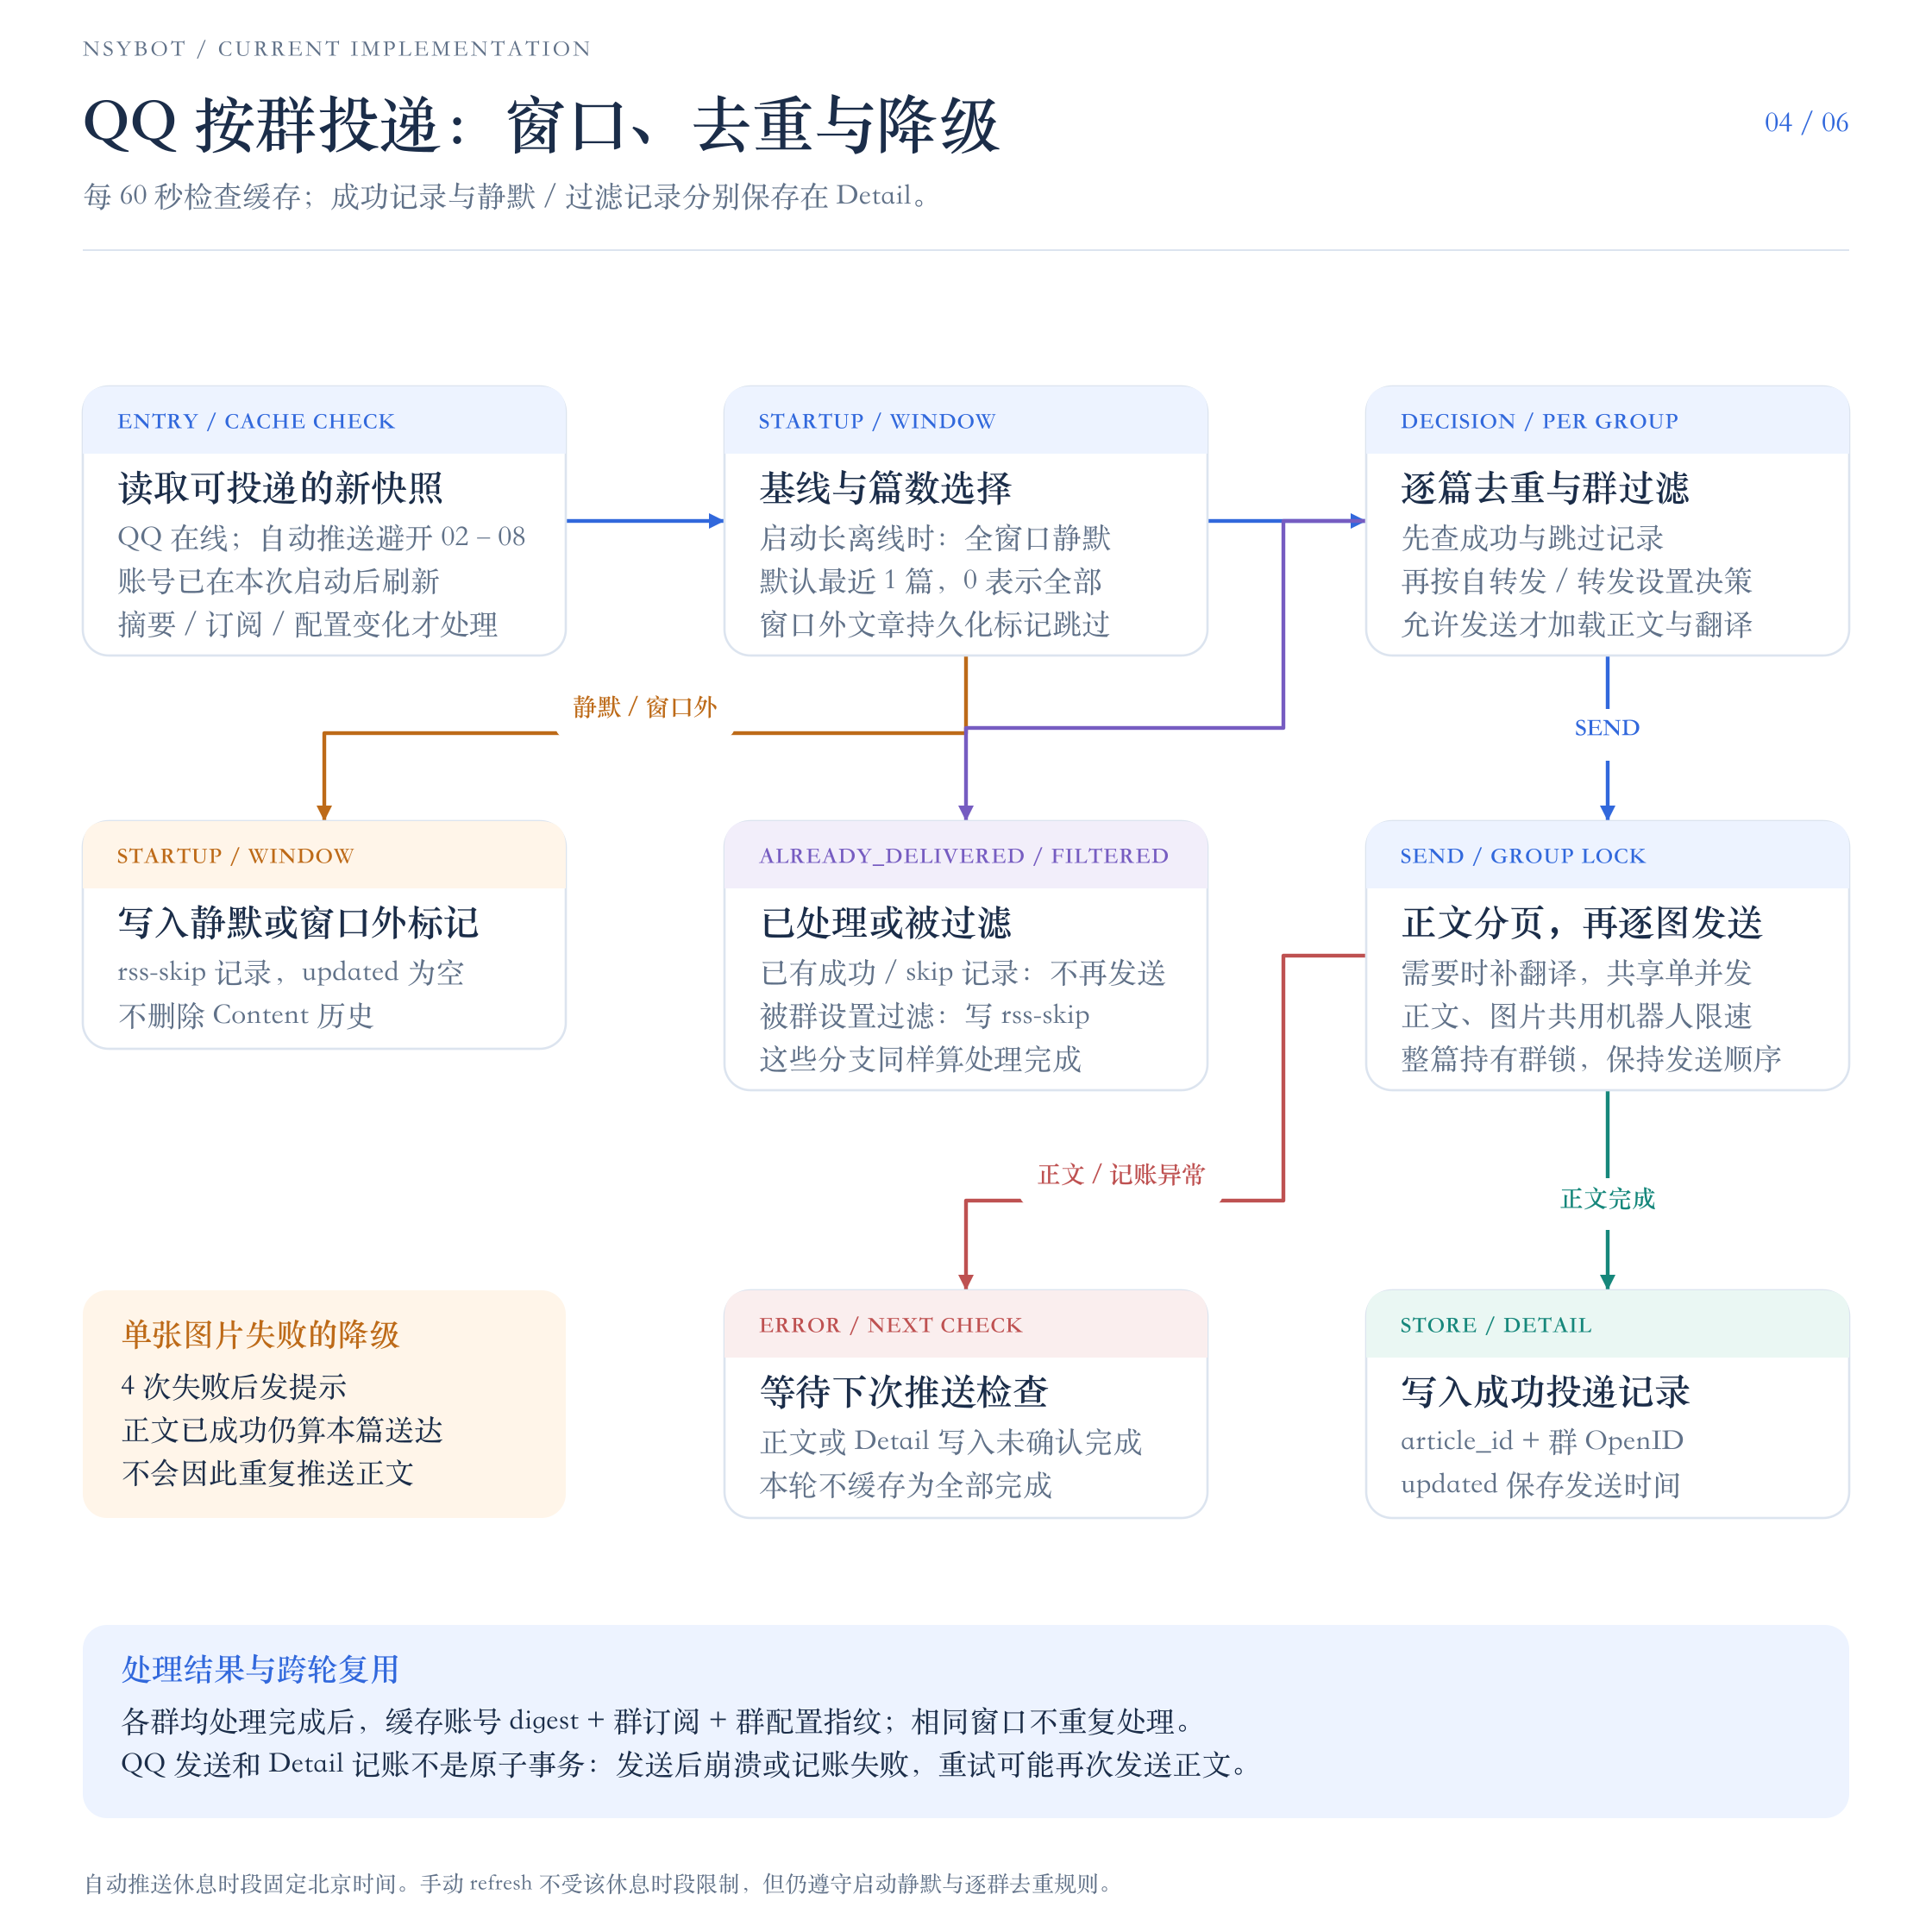 NSYBOT / CURRENT IMPLEMENTATION
QQ 按群投递：窗口、去重与降级
04 / 06
每 60 秒检查缓存；成功记录与静默 / 过滤记录分别保存在 Detail。
ENTRY / CACHE CHECK
读取可投递的新快照
QQ 在线；自动推送避开 02 – 08
账号已在本次启动后刷新
摘要 / 订阅 / 配置变化才处理
STARTUP / WINDOW
基线与篇数选择
启动长离线时：全窗口静默
默认最近 1 篇，0 表示全部
窗口外文章持久化标记跳过
DECISION / PER GROUP
逐篇去重与群过滤
先查成功与跳过记录
再按自转发 / 转发设置决策
允许发送才加载正文与翻译
静默 / 窗口外
SEND
STARTUP / WINDOW
写入静默或窗口外标记
rss-skip 记录，updated 为空
不删除 Content 历史
ALREADY_DELIVERED / FILTERED
已处理或被过滤
已有成功 / skip 记录：不再发送
被群设置过滤：写 rss-skip
这些分支同样算处理完成
SEND / GROUP LOCK
正文分页，再逐图发送
需要时补翻译，共享单并发
正文、图片共用机器人限速
整篇持有群锁，保持发送顺序
正文 / 记账异常
正文完成
单张图片失败的降级
4 次失败后发提示
正文已成功仍算本篇送达
不会因此重复推送正文
ERROR / NEXT CHECK
等待下次推送检查
正文或 Detail 写入未确认完成
本轮不缓存为全部完成
STORE / DETAIL
写入成功投递记录
article_id + 群 OpenID
updated 保存发送时间
处理结果与跨轮复用
各群均处理完成后，缓存账号 digest + 群订阅 + 群配置指纹；相同窗口不重复处理。
QQ 发送和 Detail 记账不是原子事务：发送后崩溃或记账失败，重试可能再次发送正文。
自动推送休息时段固定北京时间。手动 refresh 不受该休息时段限制，但仍遵守启动静默与逐群去重规则。